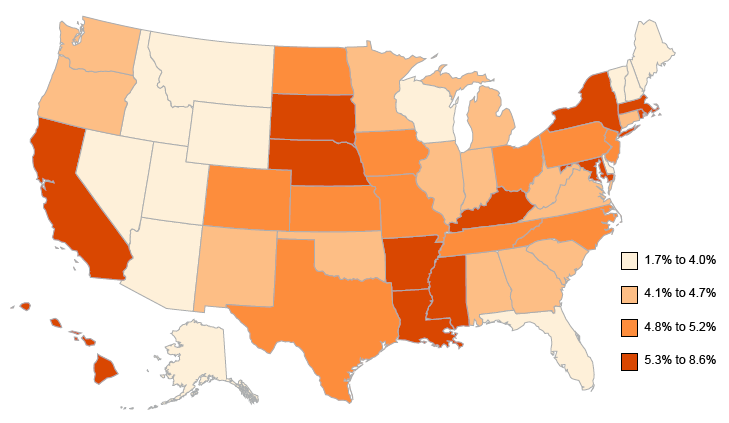 1.7% to 4.0%
4.1% to 4.7%
4.8% to 5.2%
5.3% to 8.6%